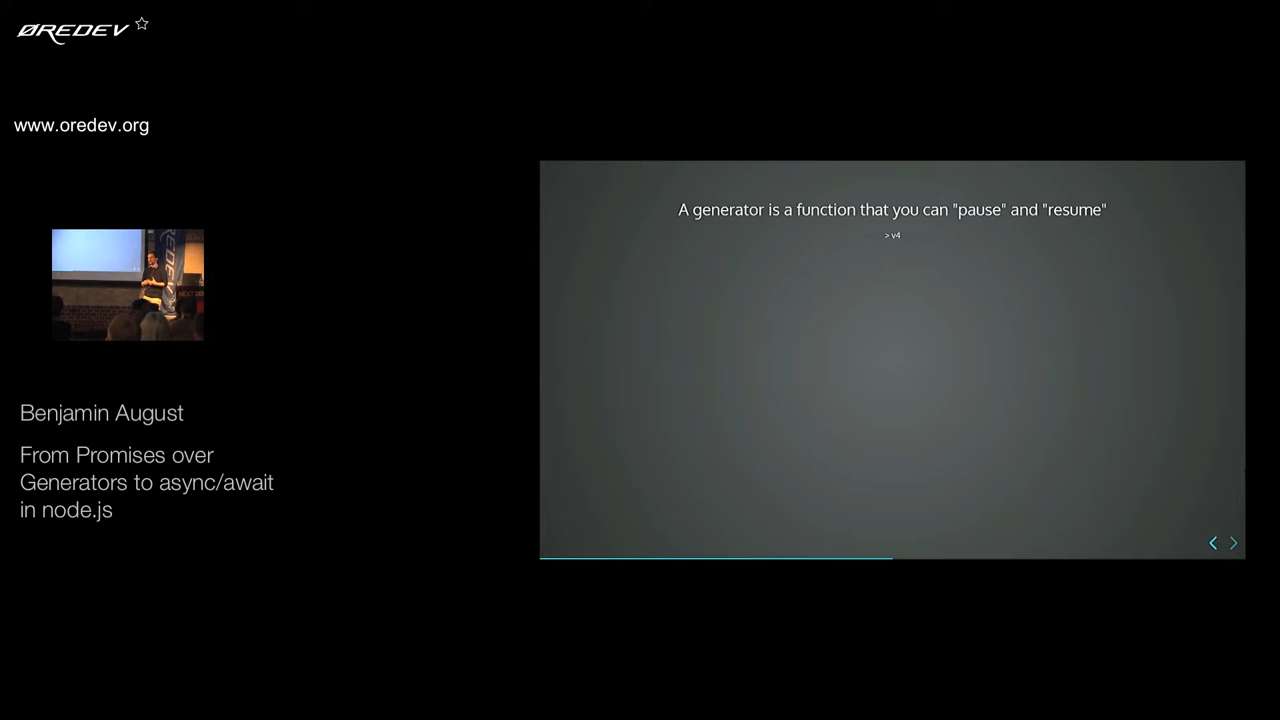 ØREDEV
www.oredev.org
A generator is a function that you can "pause" and "resume"
> v4
Benjamin August
From Promises over
Generators to async/await
in node.js